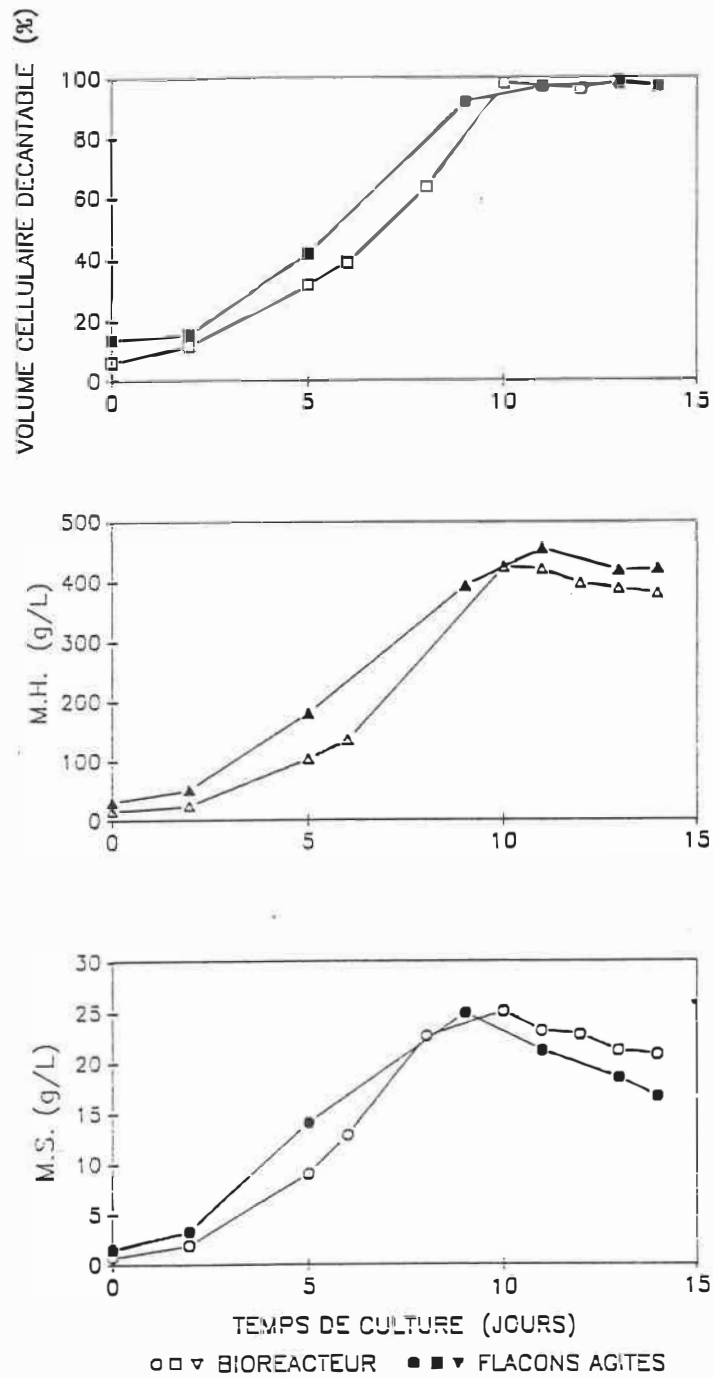 VOLUME CELLULAIRE DECANTABLE (%)
100
80
60
40
20
0
0 5 10 15
M.H. (g/L)
500
400
300
200
100
0
0 5 10 15
M.S. (g/L)
30
25
20
15
10
5
0
0 5 10 15
TEMPS DE CULTURE (JOURS)
○□▽ BIOREACTEUR ●■▼ FLACONS AGITES